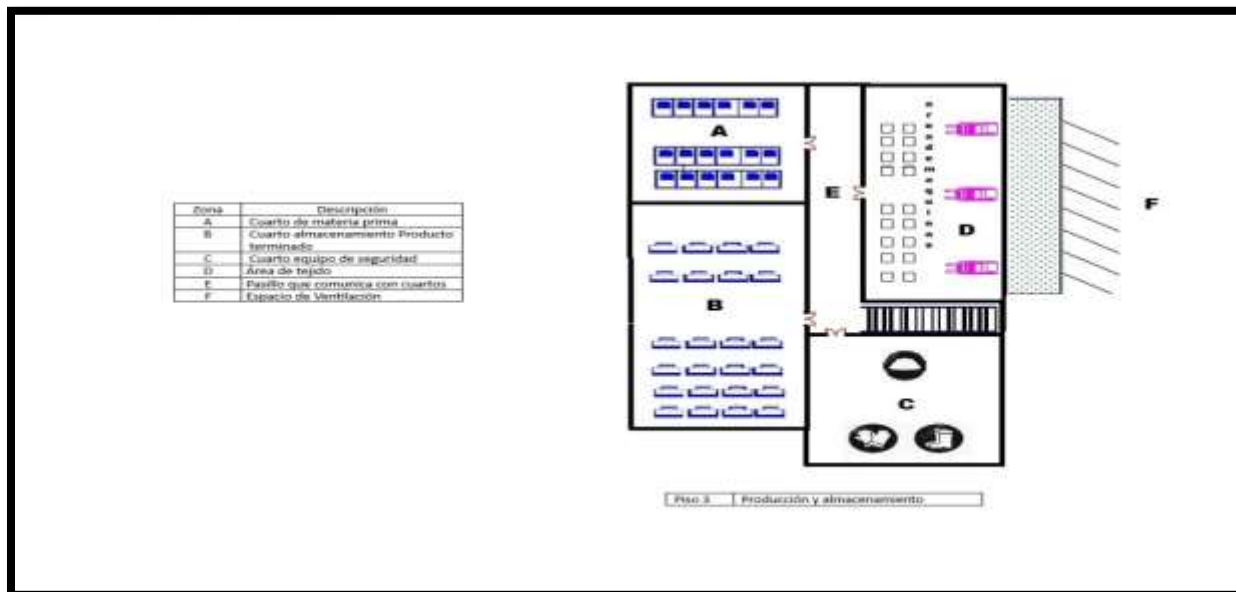 Zona Descripción
A Cuarto de materia prima
B Cuarto almacenamiento Producto
terminado
C Cuarto equipo de seguridad
D Área de tejido
E Pasillo que comunica con cuartos
F Espacio de Ventilación
A
B
C
D
E
F
Piso 3 Producción y almacenamiento